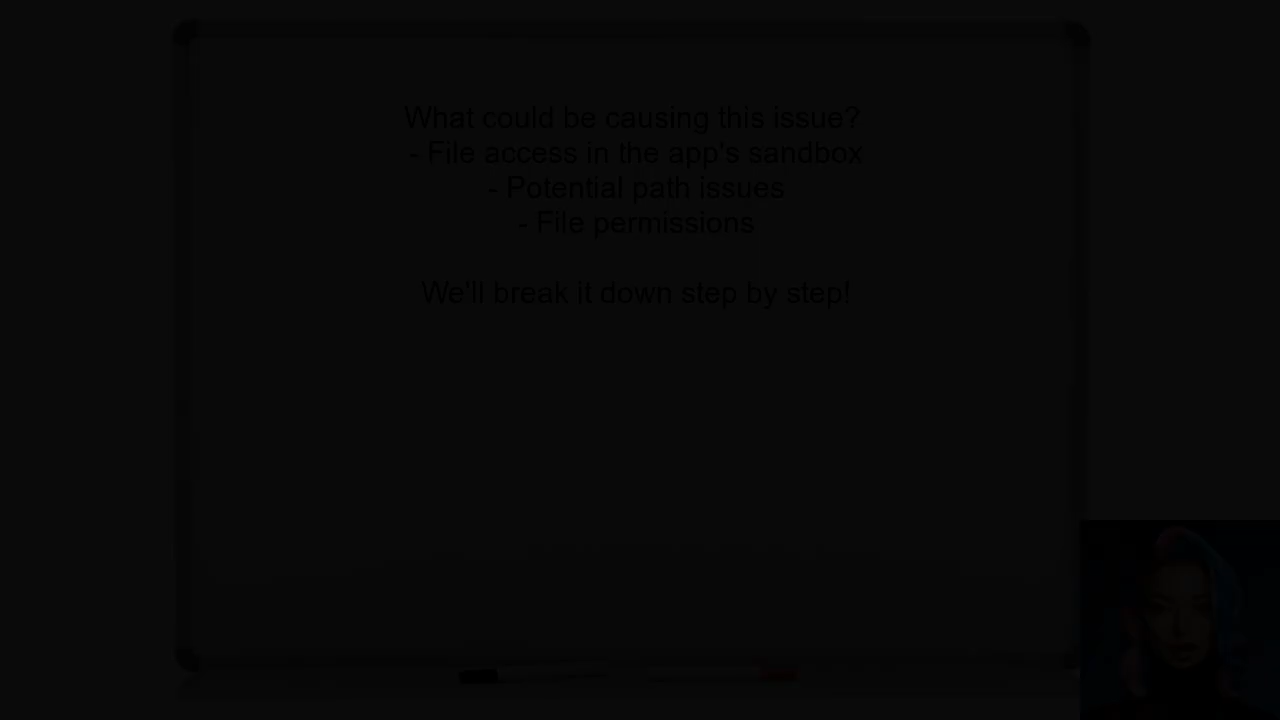 What could be causing this issue?
- File access in the app's sandbox
- Potential path issues
- File permissions
We'll break it down step by step!